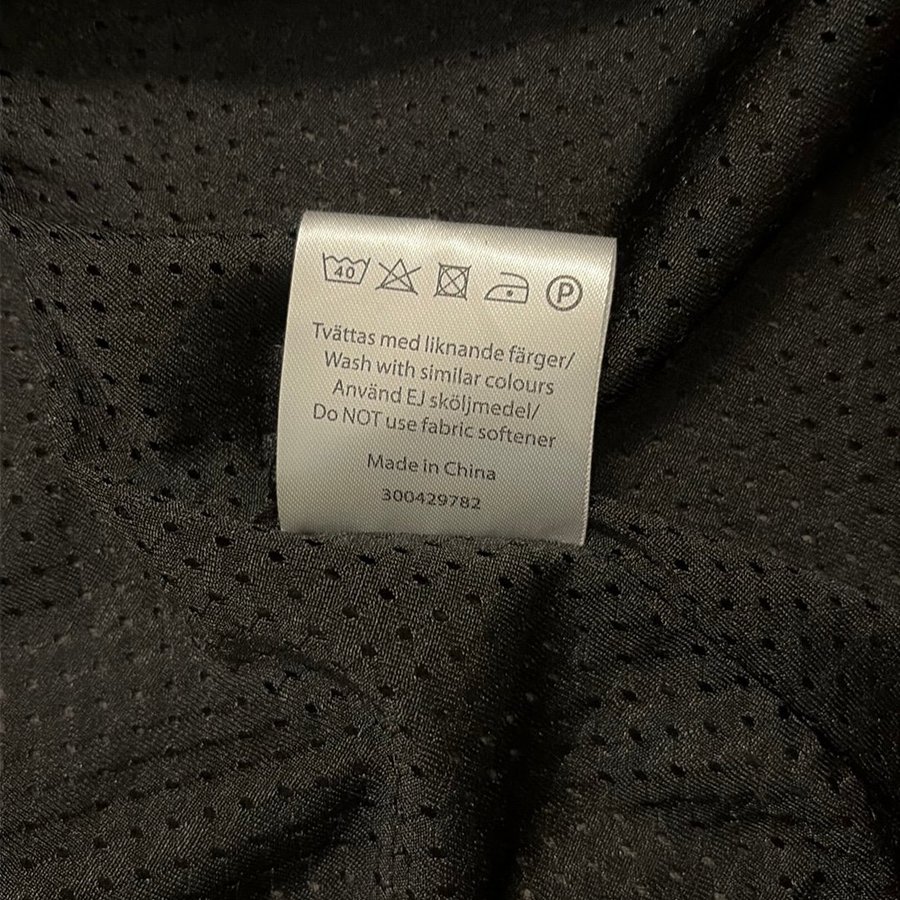 40 P
Tvättas med liknande färger/
Wash with similar colours
Använd EJ sköljmedel/
Do NOT use fabric softener
Made in China
300429782